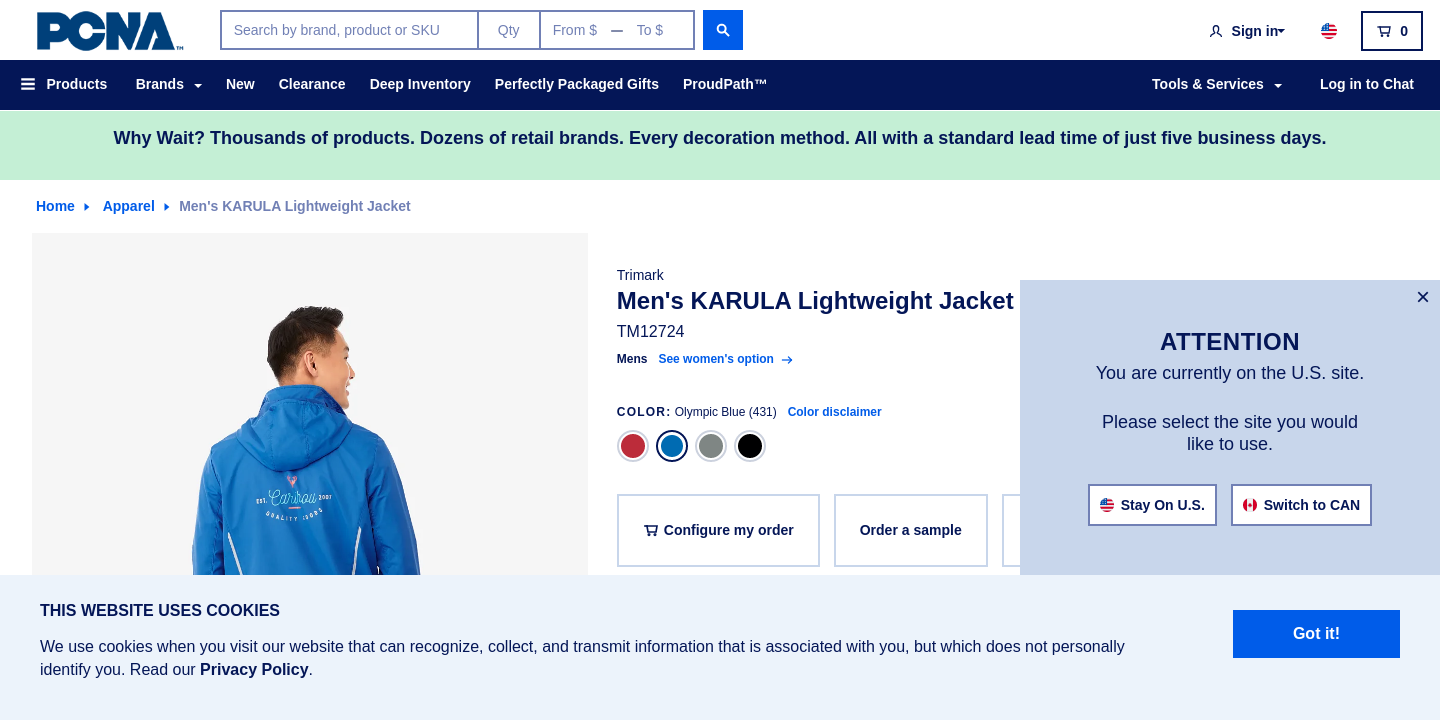 PCNA™
Search by brand, product or SKU
Qty
From $ — To $
Sign in
0
Products
Brands
New
Clearance
Deep Inventory
Perfectly Packaged Gifts
ProudPath™
Tools & Services
Log in to Chat
Why Wait? Thousands of products. Dozens of retail brands. Every decoration method. All with a standard lead time of just five business days.
Home
Apparel
Men's KARULA Lightweight Jacket
Trimark
Men's KARULA Lightweight Jacket
TM12724
Mens See women's option
COLOR: Olympic Blue (431) Color disclaimer
Configure my order
Order a sample
EST. Caribou 2007
QUALITY GOODS
×
ATTENTION
You are currently on the U.S. site.
Please select the site you would
like to use.
Stay On U.S.
Switch to CAN
THIS WEBSITE USES COOKIES
We use cookies when you visit our website that can recognize, collect, and transmit information that is associated with you, but which does not personally
identify you. Read our Privacy Policy.
Got it!